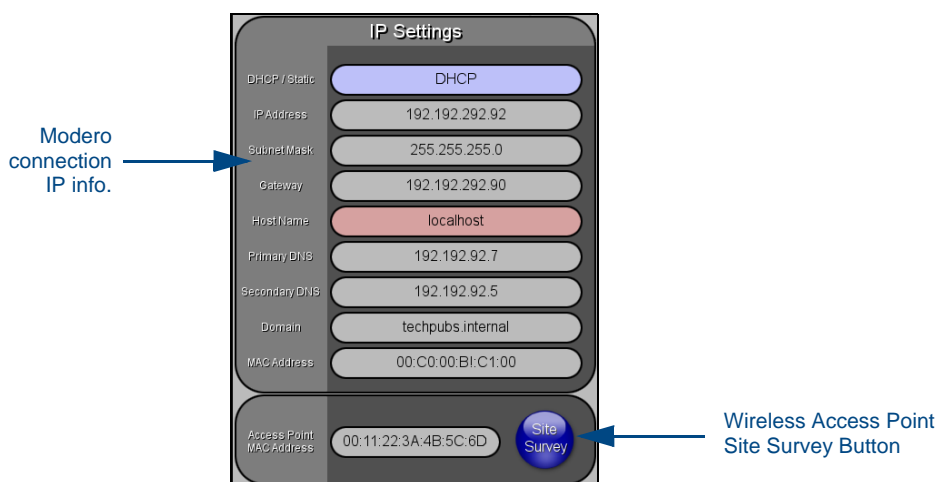 IP Settings
DHCP / Static
DHCP
IP Address
192.192.292.92
Subnet Mask
255.255.255.0
Gateway
192.192.292.90
Host Name
localhost
Primary DNS
192.192.92.7
Secondary DNS
192.192.92.5
Domain
techpubs.internal
MAC Address
00:C0:00:BI:C1:00
Access Point
MAC Address
00:11:22:3A:4B:5C:6D
Site
Survey
Modero
connection
IP info.
Wireless Access Point
Site Survey Button